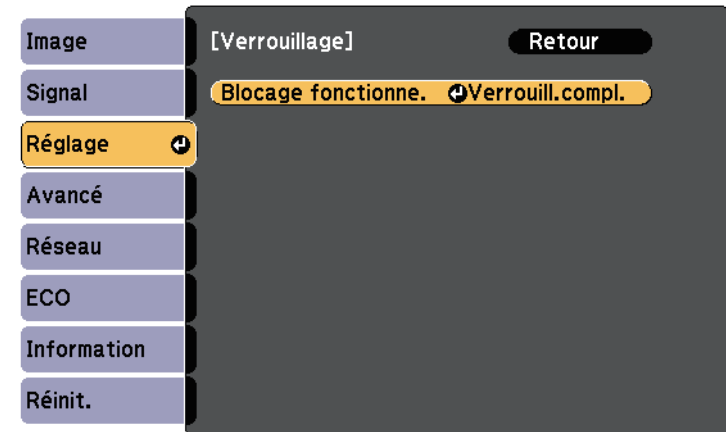 Image
Signal
Réglage
Avancé
Réseau
ECO
Information
Réinit.
[Verrouillage] Retour
Blocage fonctionne. Verrouill.compl.